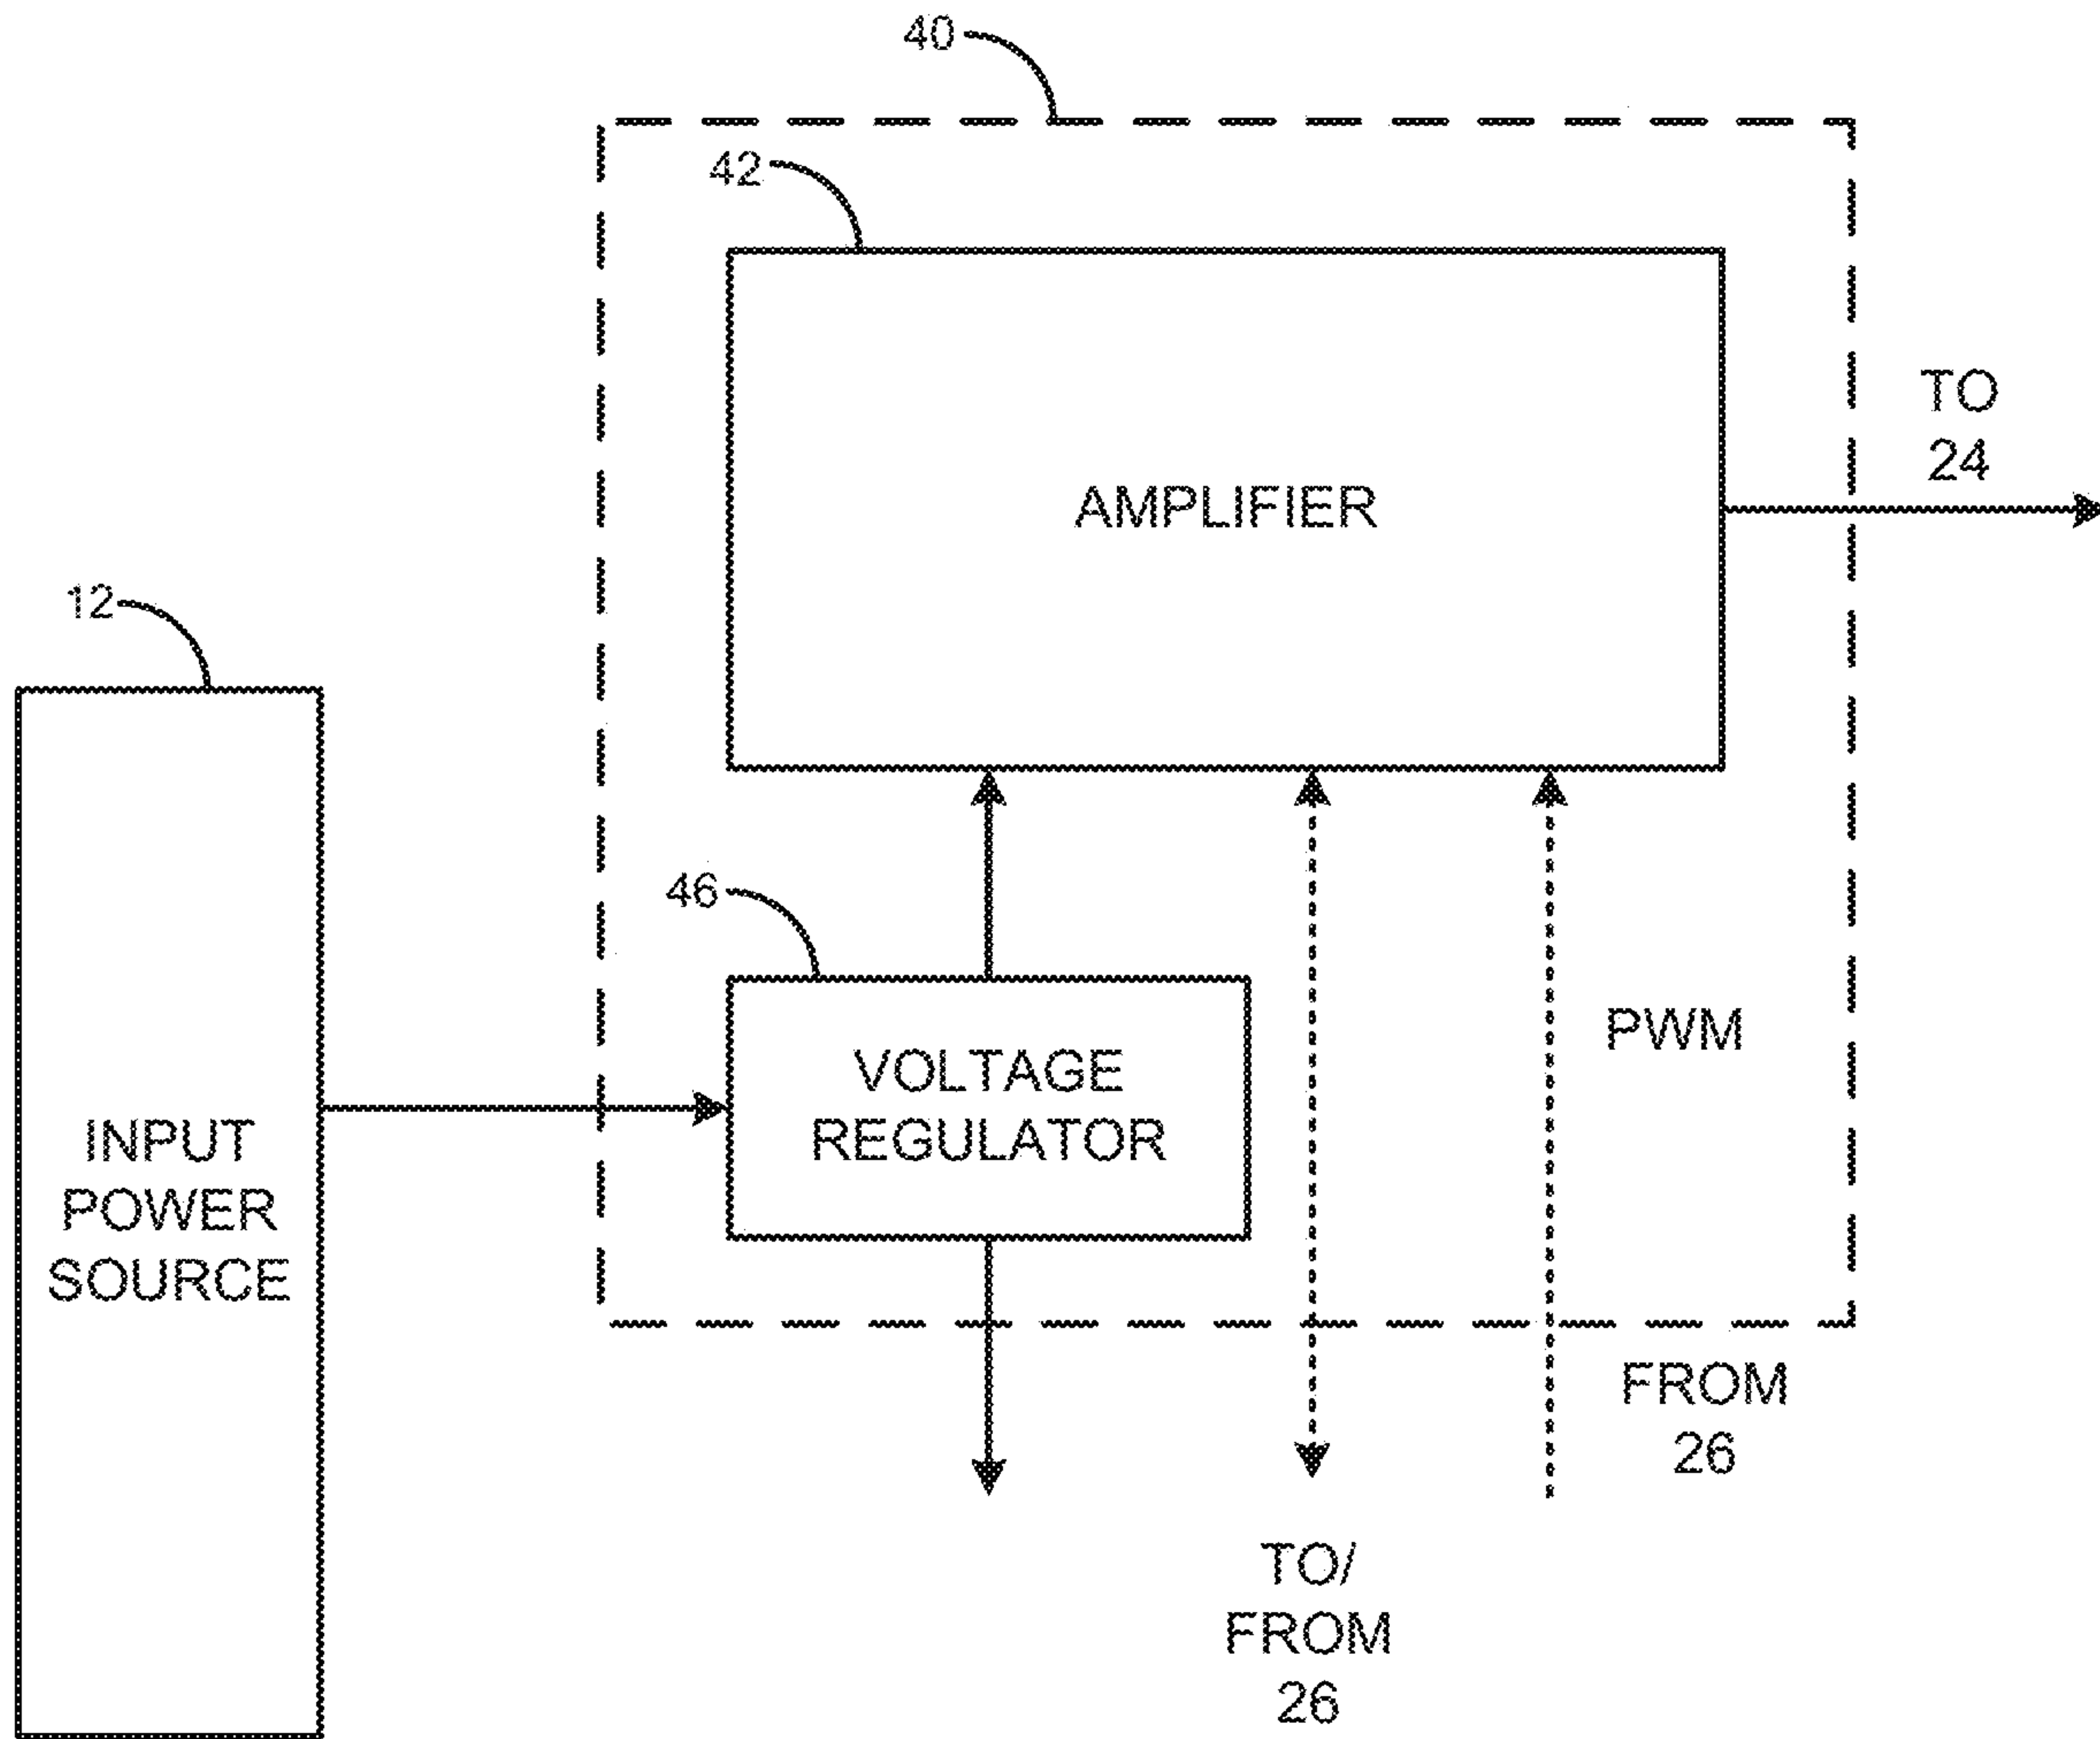 40
42
AMPLIFIER
TO
24
12
46
VOLTAGE
REGULATOR
PWM
INPUT
POWER
SOURCE
FROM
26
TO/
FROM
26